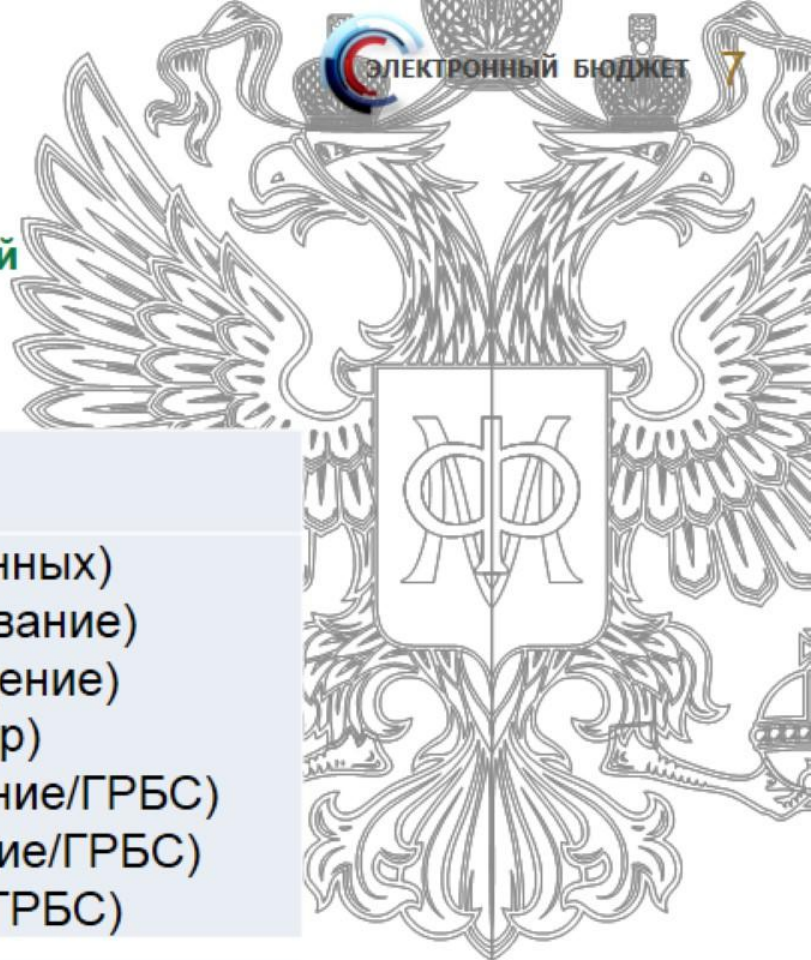 ЭЛЕКТРОННЫЙ БЮДЖЕТ 7
й
нных)
вание)
ение)
р)
ние/ГРБС)
ие/ГРБС)
ГРБС)